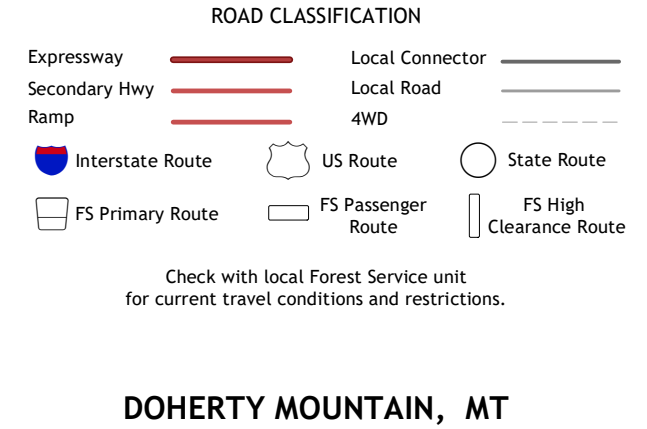 ROAD CLASSIFICATION
Expressway
Local Connector
Secondary Hwy
Local Road
Ramp
4WD
Interstate Route
US Route
State Route
FS Primary Route
FS Passenger
Route
FS High
Clearance Route
Check with local Forest Service unit
for current travel conditions and restrictions.
DOHERTY MOUNTAIN, MT